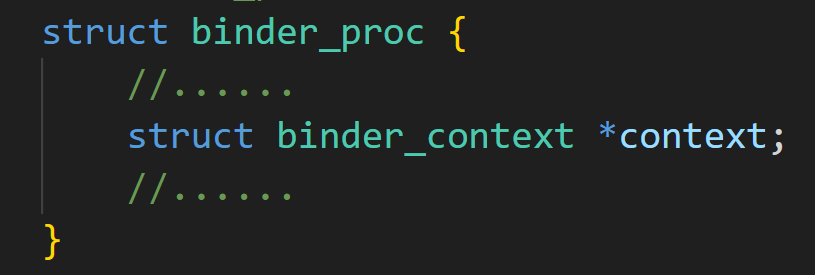 struct binder_proc {
//......
struct binder_context *context;
//......
}